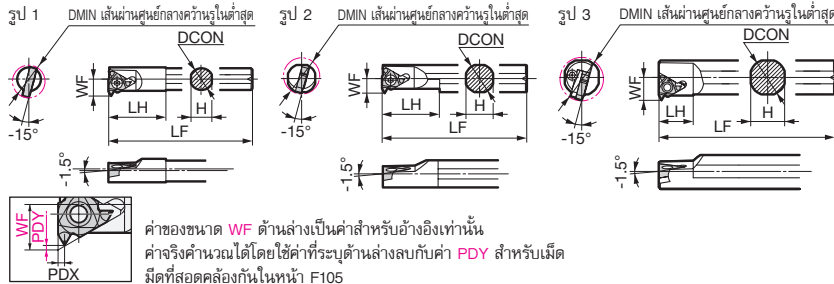 รูป 1
DMIN เส้นผ่านศูนย์กลางคว้านรูในต่ำสุด
DCON
WF
LH
H
LF
-15°
-1.5°
รูป 2
DMIN เส้นผ่านศูนย์กลางคว้านรูในต่ำสุด
DCON
WF
LH
H
LF
-15°
-1.5°
รูป 3
DMIN เส้นผ่านศูนย์กลางคว้านรูในต่ำสุด
DCON
WF
LH
H
LF
-15°
-1.5°
WF
PDY
PDX
ค่าของขนาด WF ด้านล่างเป็นค่าสำหรับอ้างอิงเท่านั้น
ค่าจริงคำนวณได้โดยใช้ค่าที่ระบุด้านล่างลบกับค่า PDY สำหรับเม็ด
มีดที่สอดคล้องกันในหน้า F105